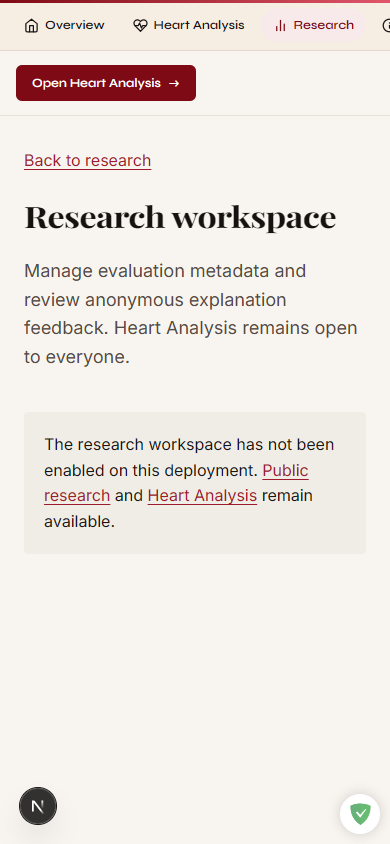 Overview Heart Analysis Research
Open Heart Analysis →
Back to research
Research workspace
Manage evaluation metadata and
review anonymous explanation
feedback. Heart Analysis remains open
to everyone.
The research workspace has not been
enabled on this deployment. Public
research and Heart Analysis remain
available.
N